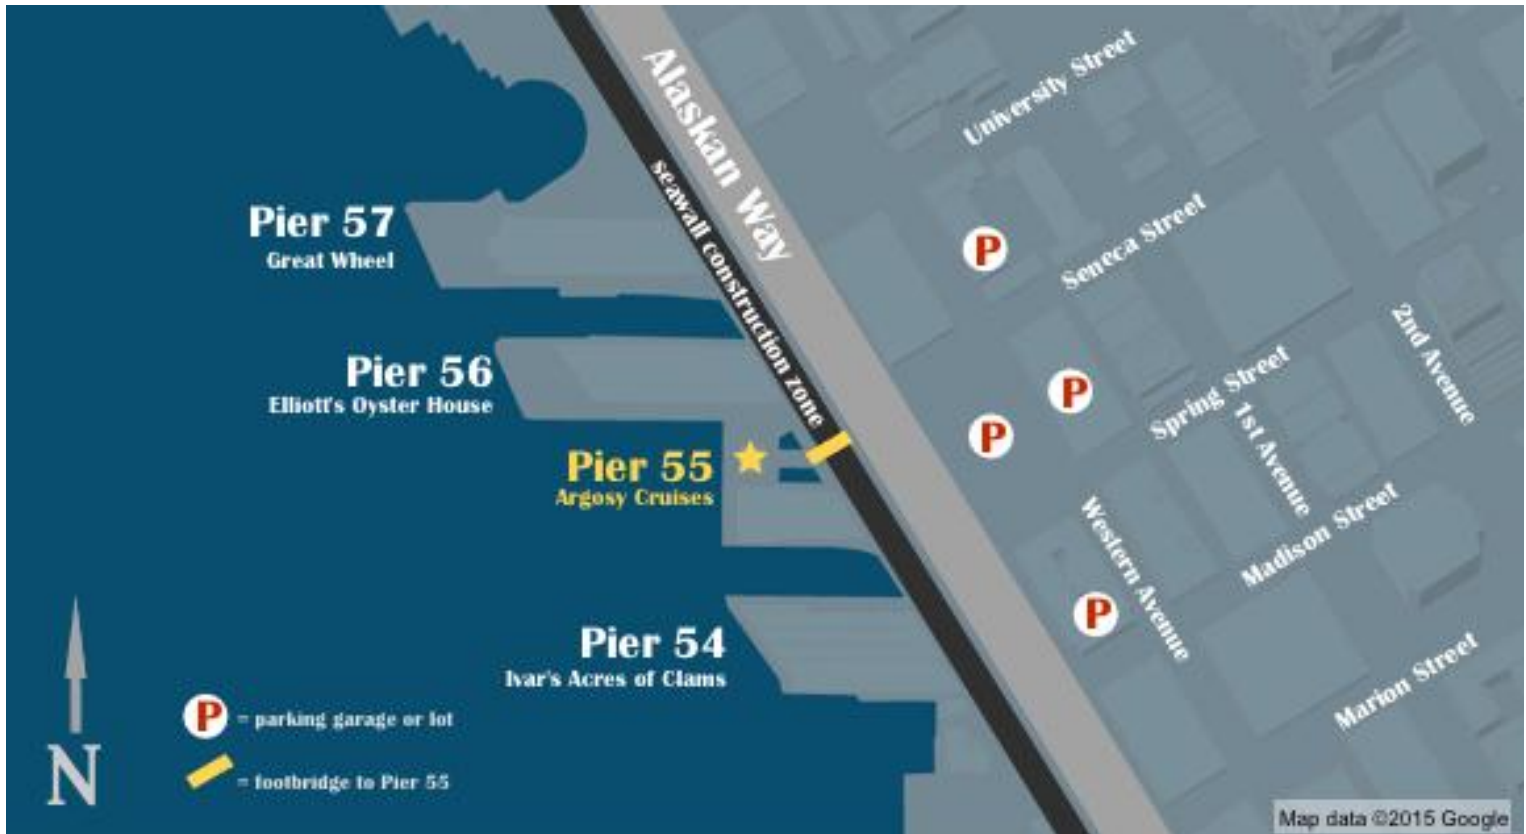 Alaskan Way
seawall construction zone
University Street
Seneca Street
Spring Street
2nd Avenue
1st Avenue
Madison Street
Western Avenue
Marion Street
Pier 57
Great Wheel
Pier 56
Elliott's Oyster House
Pier 55
Argosy Cruises
Pier 54
Ivar's Acres of Clams
P
P
P
P
P = parking garage or lot
= footbridge to Pier 55
N
Map data ©2015 Google